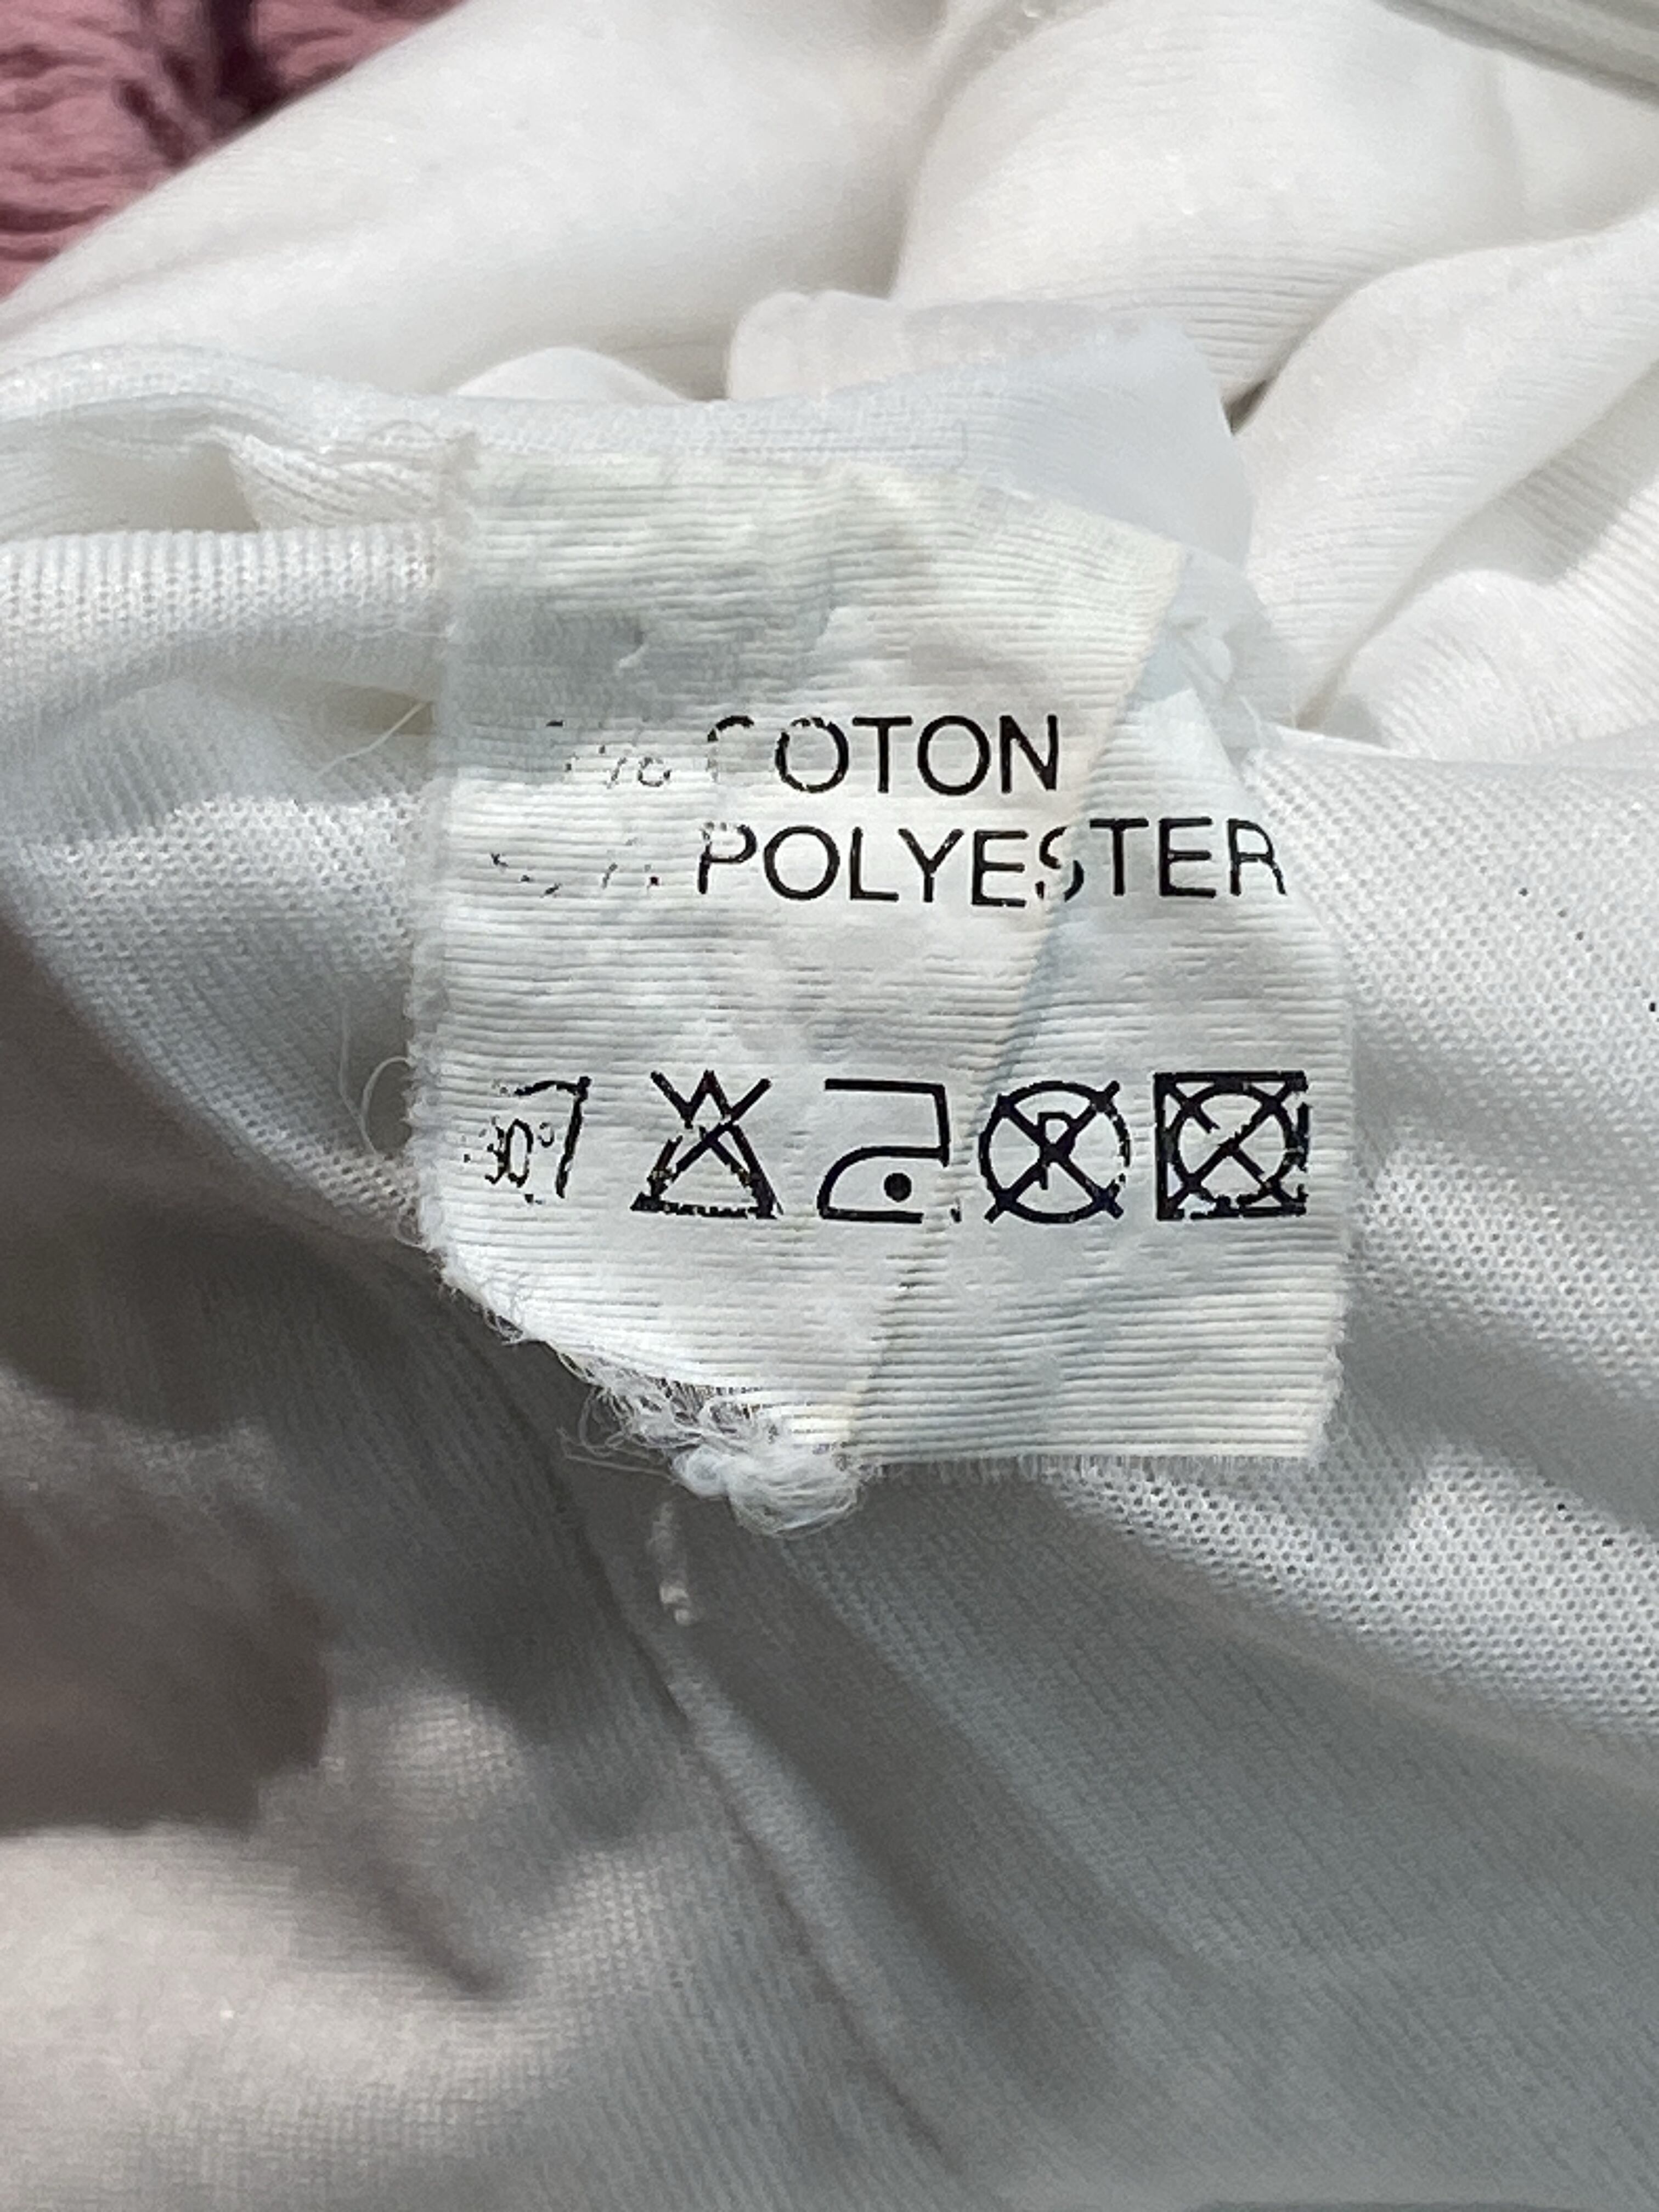 % COTON
% POLYESTER
30°
P